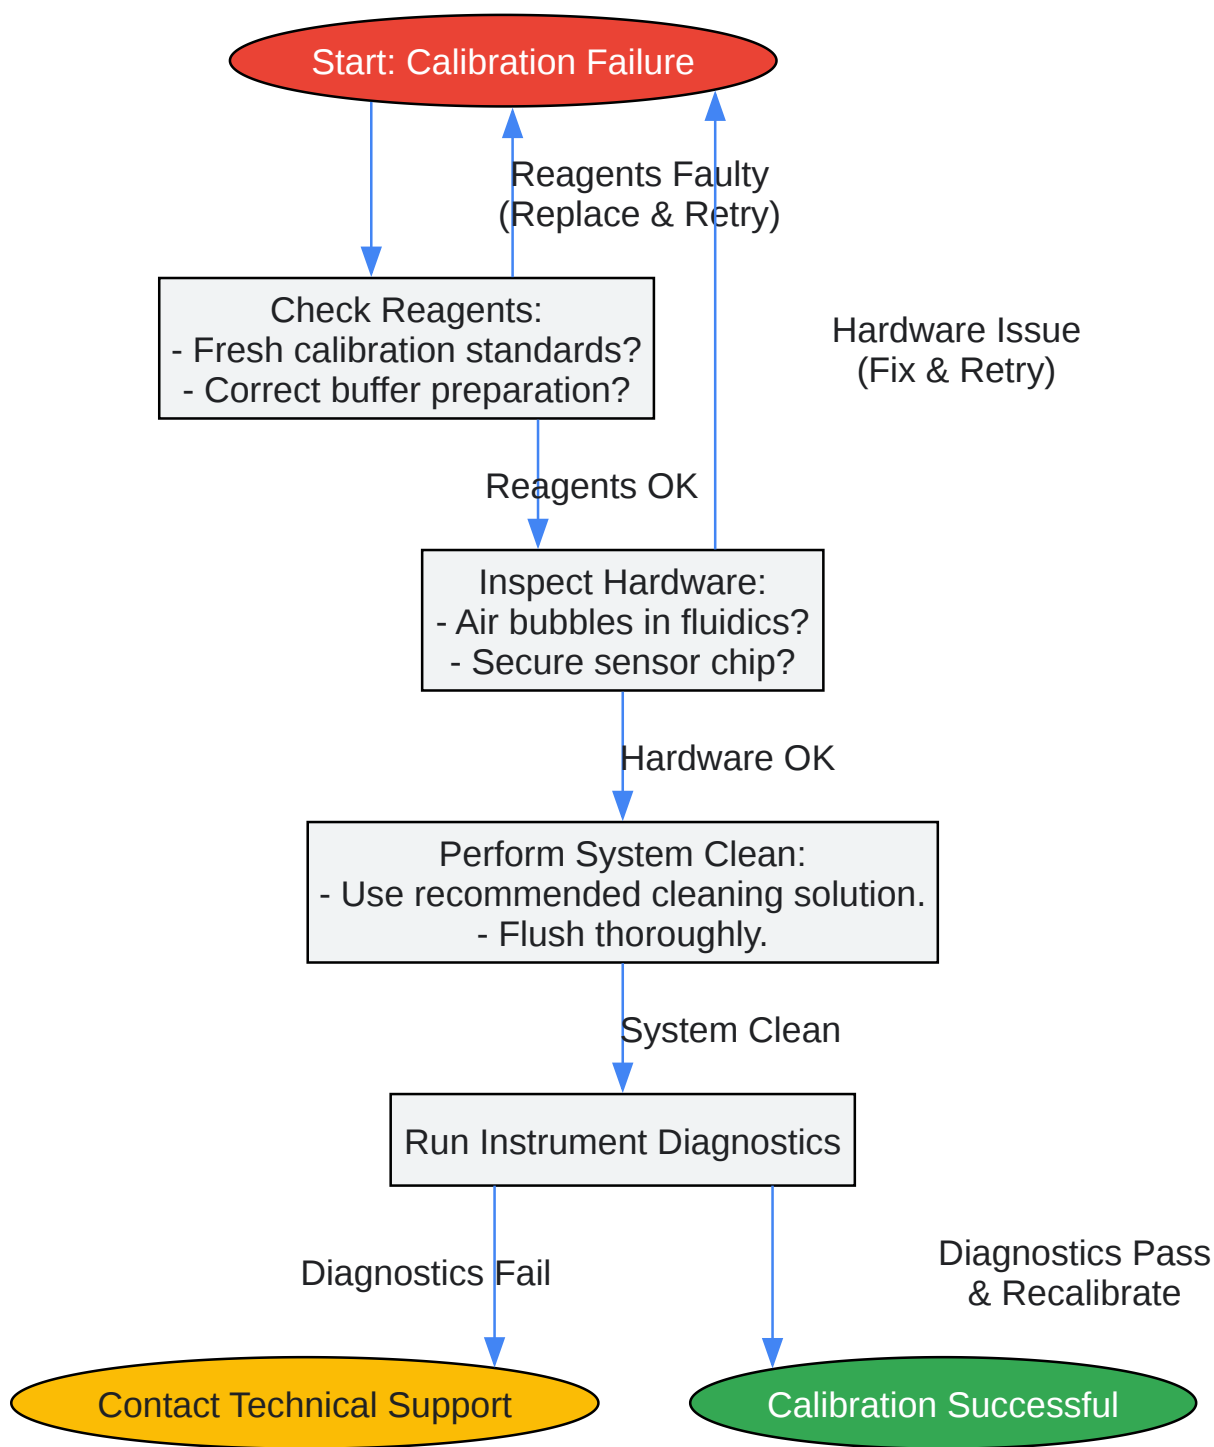 Start: Calibration Failure
Reagents Faulty
(Replace & Retry)
Check Reagents:
- Fresh calibration standards?
- Correct buffer preparation?
Hardware Issue
(Fix & Retry)
Reagents OK
Inspect Hardware:
- Air bubbles in fluidics?
- Secure sensor chip?
Hardware OK
Perform System Clean:
- Use recommended cleaning solution.
- Flush thoroughly.
System Clean
Run Instrument Diagnostics
Diagnostics Fail
Diagnostics Pass
& Recalibrate
Contact Technical Support
Calibration Successful